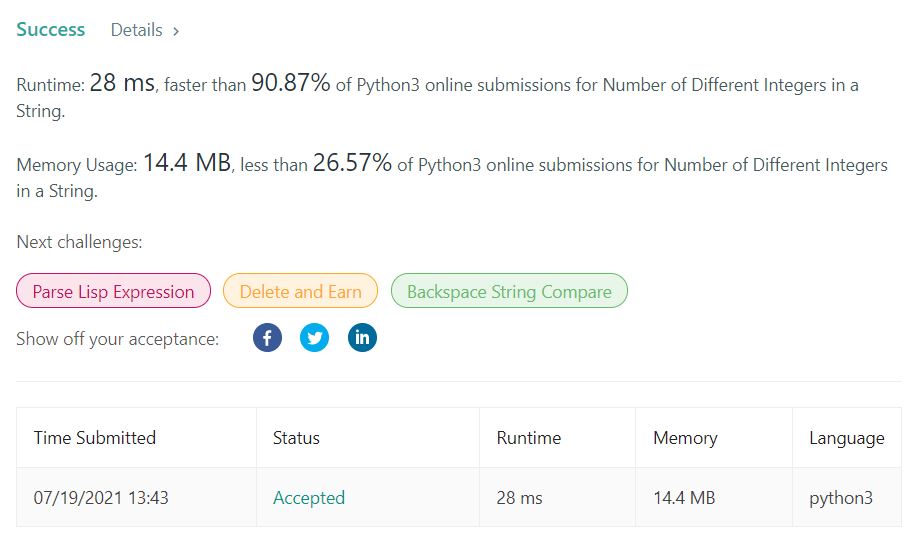 Success Details >
Runtime: 28 ms, faster than 90.87% of Python3 online submissions for Number of Different Integers in a
String.
Memory Usage: 14.4 MB, less than 26.57% of Python3 online submissions for Number of Different Integers
in a String.
Next challenges:
Parse Lisp Expression Delete and Earn Backspace String Compare
Show off your acceptance: f in
Time Submitted Status Runtime Memory Language
07/19/2021 13:43 Accepted 28 ms 14.4 MB python3